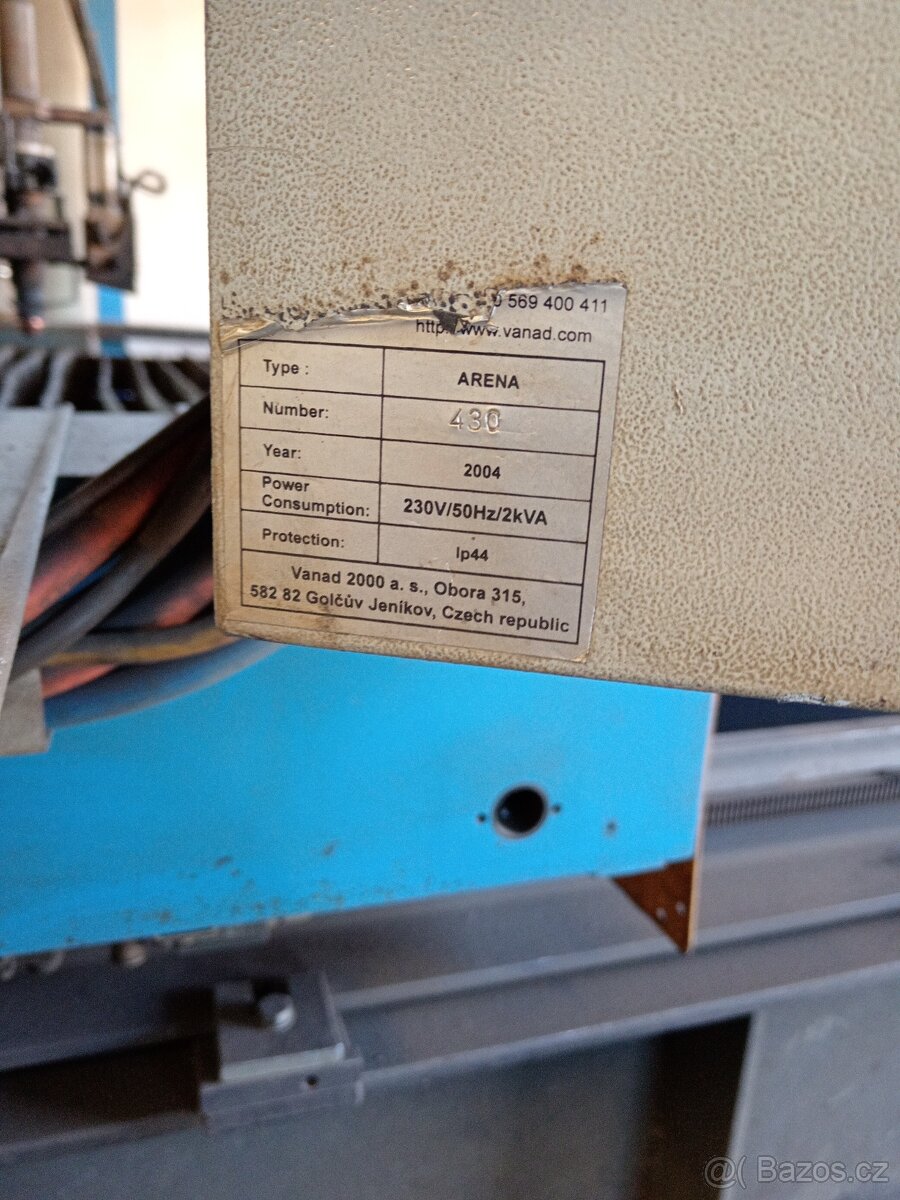 0 569 400 411
http://www.vanad.com
Type : ARENA
Number: 430
Year: 2004
Power Consumption: 230V/50Hz/2kVA
Protection: Ip44
Vanad 2000 a. s., Obora 315,
582 82 Golčův Jeníkov, Czech republic
@( Bazos.cz